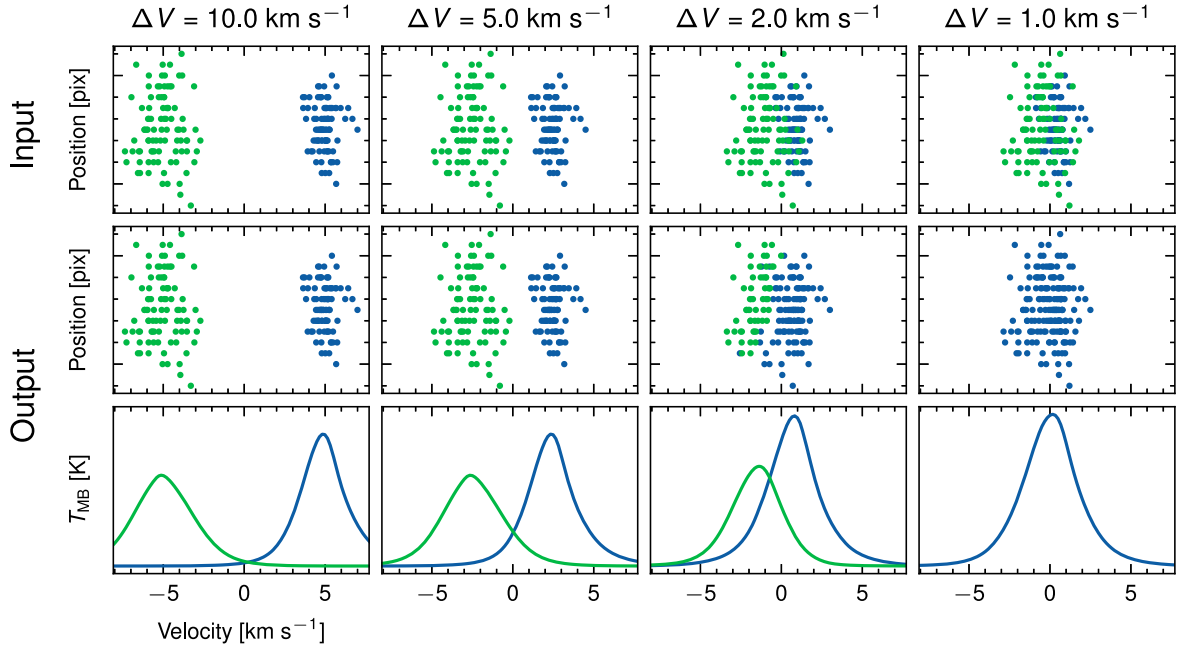 ΔV = 10.0 km s⁻¹ ΔV = 5.0 km s⁻¹ ΔV = 2.0 km s⁻¹ ΔV = 1.0 km s⁻¹
Input
Position [pix]
Output
Position [pix]
T_MB [K]
−5 0 5 −5 0 5 −5 0 5 −5 0 5
Velocity [km s⁻¹]